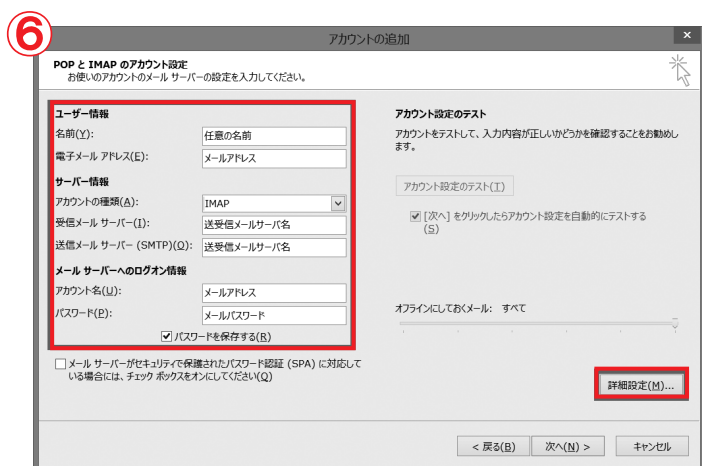 ⑥
アカウントの追加
×
POP と IMAP のアカウント設定
お使いのアカウントのメール サーバーの設定を入力してください。
ユーザー情報
名前(Y): 任意の名前
電子メール アドレス(E): メールアドレス
サーバー情報
アカウントの種類(A): IMAP
受信メール サーバー(I): 送受信メールサーバ名
送信メール サーバー (SMTP)(O): 送受信メールサーバ名
メール サーバーへのログオン情報
アカウント名(U): メールアドレス
パスワード(P): メールパスワード
パスワードを保存する(R)
メール サーバーがセキュリティで保護されたパスワード認証 (SPA) に対応して
いる場合には、チェック ボックスをオンにしてください(Q)
アカウント設定のテスト
アカウントをテストして、入力内容が正しいかどうかを確認することをお勧めし
ます。
アカウント設定のテスト(T)
[次へ] をクリックしたらアカウント設定を自動的にテストする
(S)
オフラインにしておくメール: すべて
詳細設定(M)...
< 戻る(B)
次へ(N) >
キャンセル